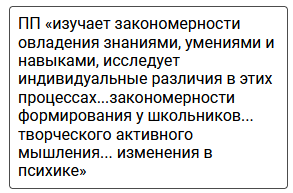 ПП «изучает закономерности
овладения знаниями, умениями и
навыками, исследует
индивидуальные различия в этих
процессах...закономерности
формирования у школьников...
творческого активного
мышления... изменения в
психике»